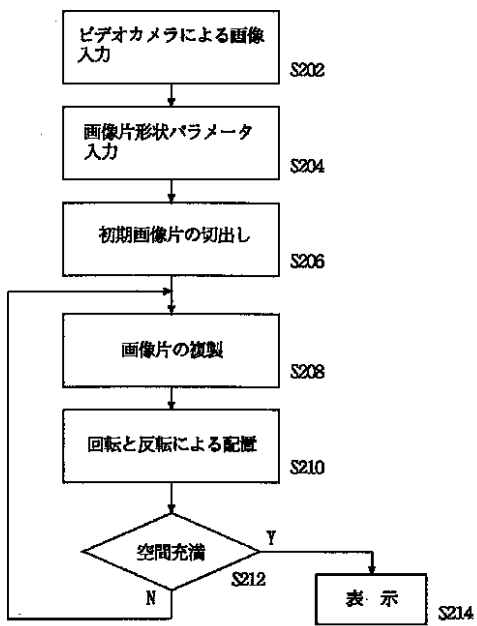 ビデオカメラによる画像
入力
S202
画像片形状パラメータ
入力
S204
初期画像片の切出し
S206
画像片の複製
S208
回転と反転による配置
S210
空間充満
Y
S212
N
表 示
S214